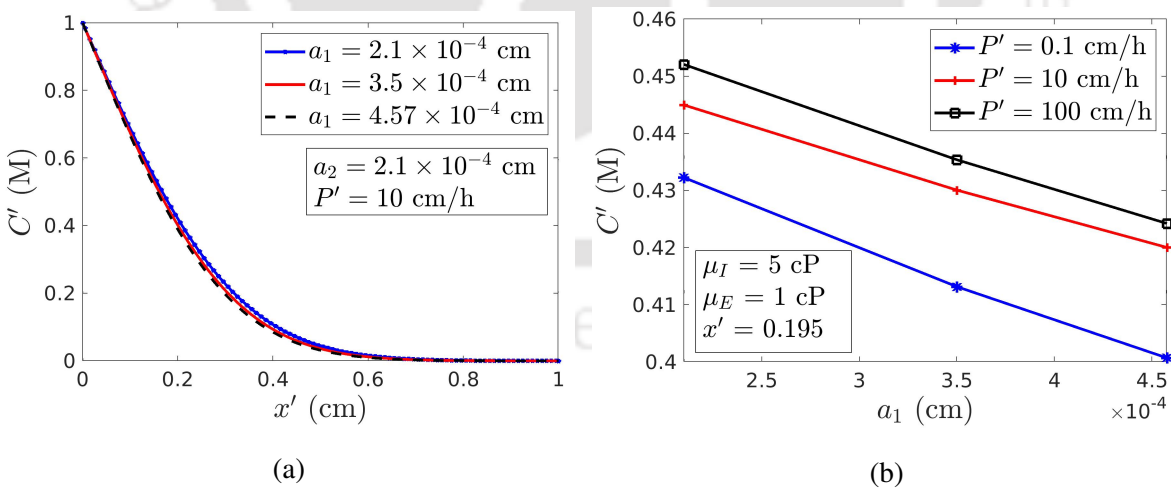 1
0.8
0.6
0.4
0.2
0
0
0.2
0.4
0.6
0.8
1
C′ (M)
x′ (cm)
a₁ = 2.1 × 10⁻⁴ cm
a₁ = 3.5 × 10⁻⁴ cm
a₁ = 4.57 × 10⁻⁴ cm
a₂ = 2.1 × 10⁻⁴ cm
P′ = 10 cm/h
(a)
0.46
0.45
0.44
0.43
0.42
0.41
0.4
2.5
3
3.5
4
4.5
×10⁻⁴
C′ (M)
a₁ (cm)
P′ = 0.1 cm/h
P′ = 10 cm/h
P′ = 100 cm/h
μ_I = 5 cP
μ_E = 1 cP
x′ = 0.195
(b)